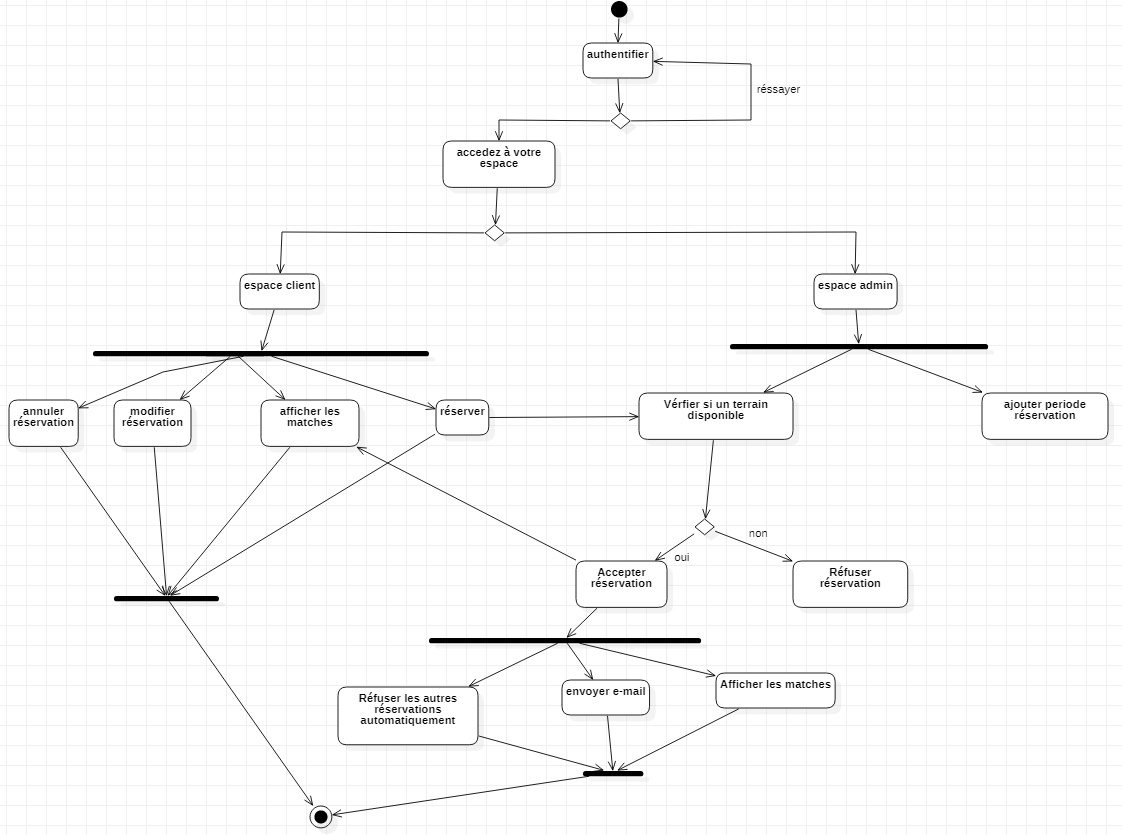 authentifier
réssayer
accedez à votre
espace
espace client
espace admin
annuler
réservation
modifier
réservation
afficher les
matches
réserver
Vérfier si un terrain
disponible
ajouter periode
réservation
non
oui
Accepter
réservation
Réfuser
réservation
Réfuser les autres
réservations
automatiquement
envoyer e-mail
Afficher les matches